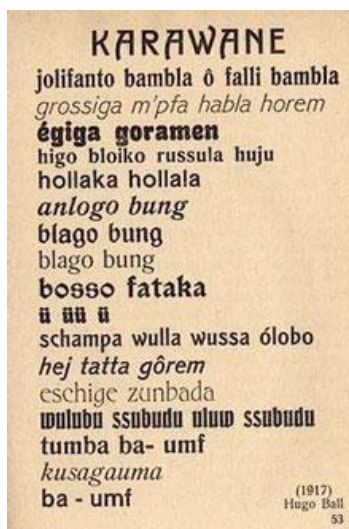 KARAWANE
jolifanto bambla ô falli bambla
grossiga m'pfa habla horem
égiga goramen
higo bloiko russula huju
hollaka hollala
anlogo bung
blago bung
blago bung
bosso fataka
ü üü ü
schampa wulla wussa ólobo
hej tatta gôrem
eschige zunbada
wulubu ssubudu uluw ssubudu
tumba ba- umf
kusagauma
ba - umf
(1917)
Hugo Ball
53